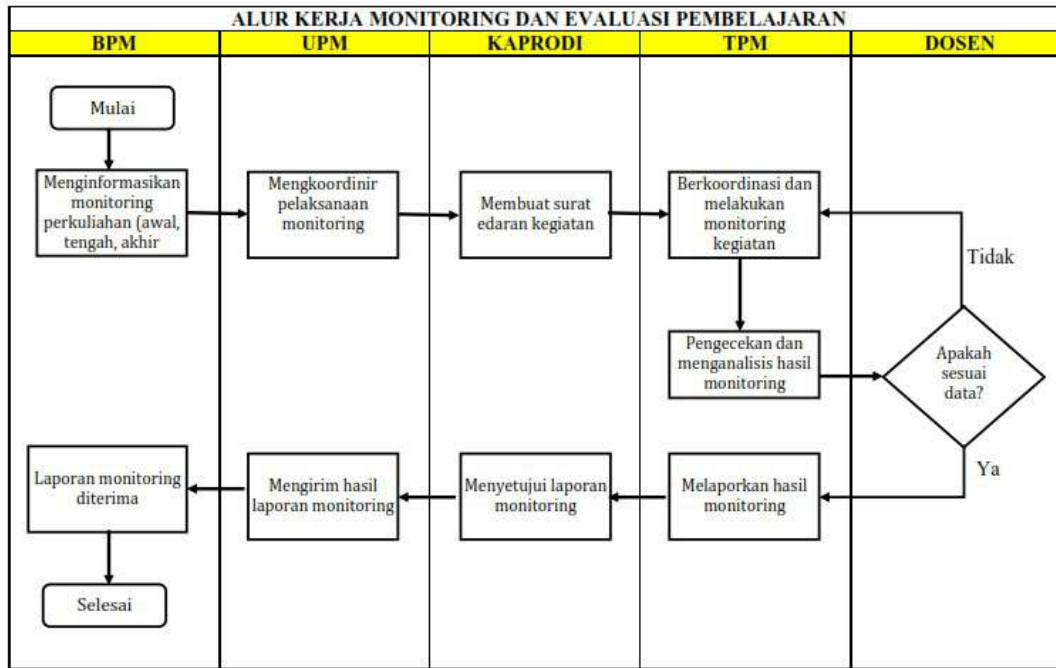 ALUR KERJA MONITORING DAN EVALUASI PEMBELAJARAN
BPM
UPM
KAPRODI
TPM
DOSEN
Mulai
Menginformasikan
monitoring
perkuliahan (awal,
tengah, akhir
Mengkoordinir
pelaksanaan
monitoring
Membuat surat
edaran kegiatan
Berkoordinasi dan
melakukan
monitoring
kegiatan
Tidak
Pengecekan dan
menganalisis hasil
monitoring
Apakah
sesuai
data?
Ya
Melaporkan hasil
monitoring
Menyetujui laporan
monitoring
Mengirim hasil
laporan monitoring
Laporan monitoring
diterima
Selesai